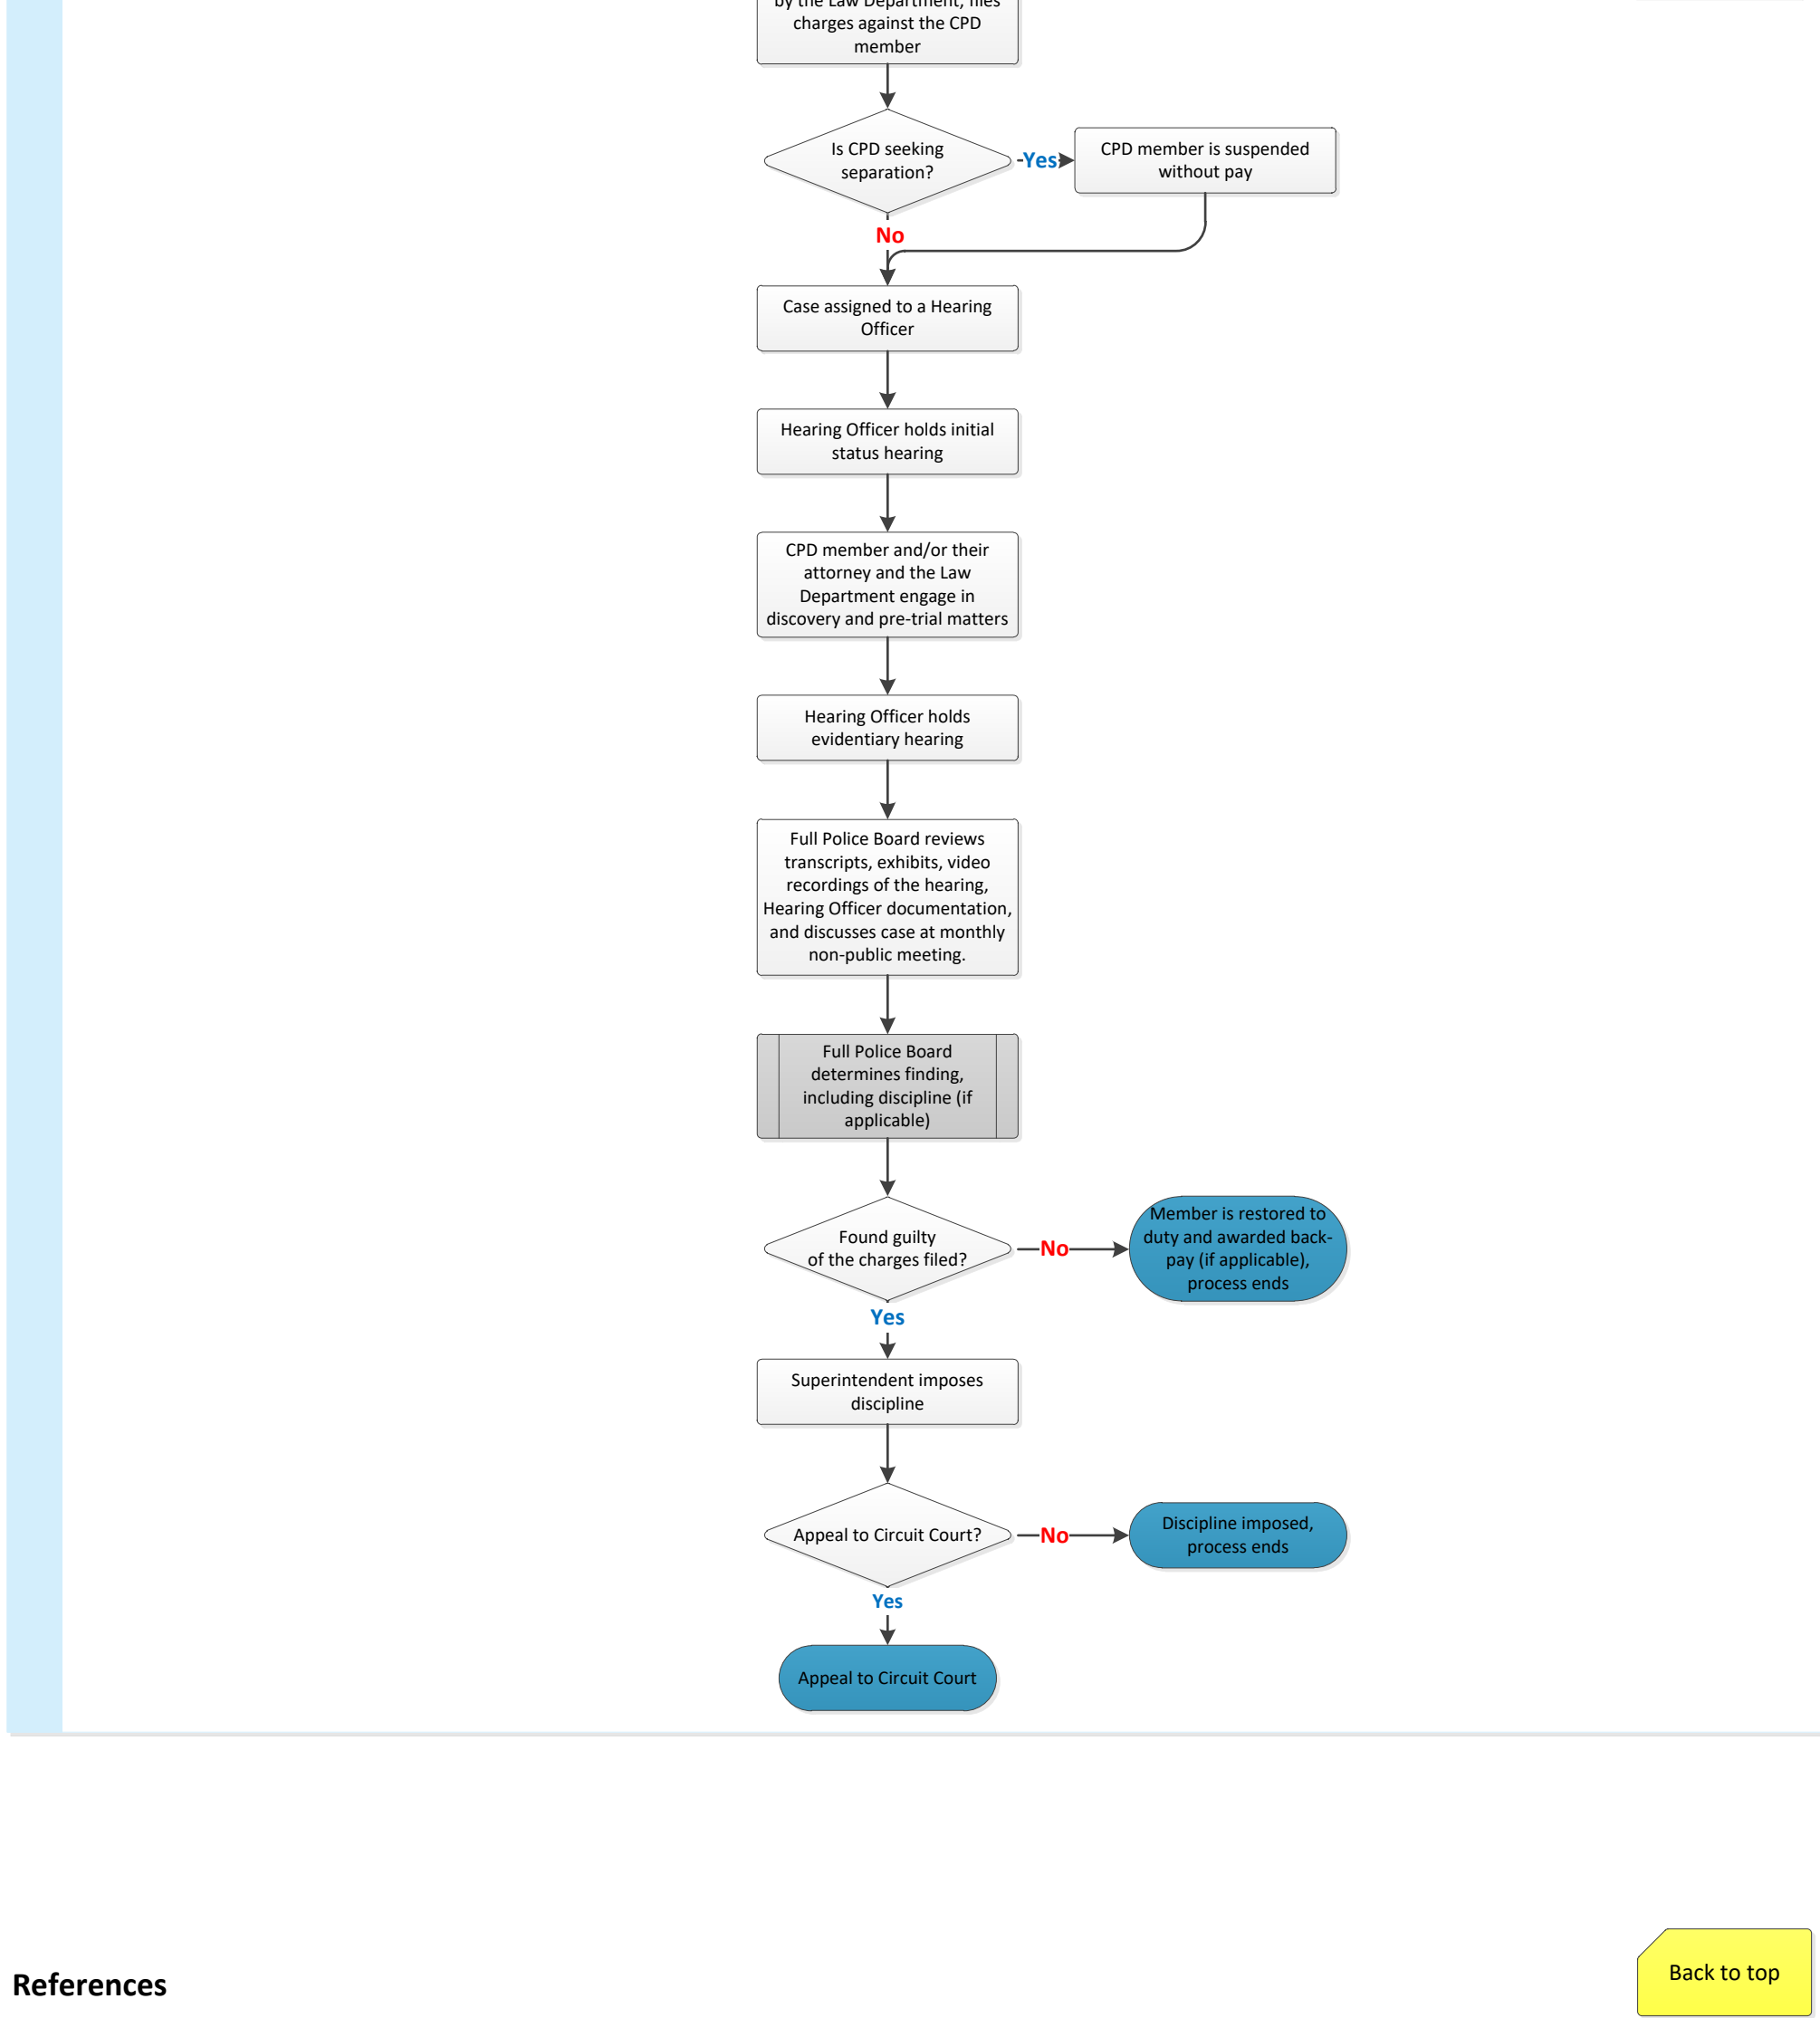 by the Law Department, files
charges against the CPD
member
Is CPD seeking
separation?
Yes
CPD member is suspended
without pay
No
Case assigned to a Hearing
Officer
Hearing Officer holds initial
status hearing
CPD member and/or their
attorney and the Law
Department engage in
discovery and pre-trial matters
Hearing Officer holds
evidentiary hearing
Full Police Board reviews
transcripts, exhibits, video
recordings of the hearing,
Hearing Officer documentation,
and discusses case at monthly
non-public meeting.
Full Police Board
determines finding,
including discipline (if
applicable)
Found guilty
of the charges filed?
No
Member is restored to
duty and awarded back-
pay (if applicable),
process ends
Yes
Superintendent imposes
discipline
Appeal to Circuit Court?
No
Discipline imposed,
process ends
Yes
Appeal to Circuit Court
References
Back to top